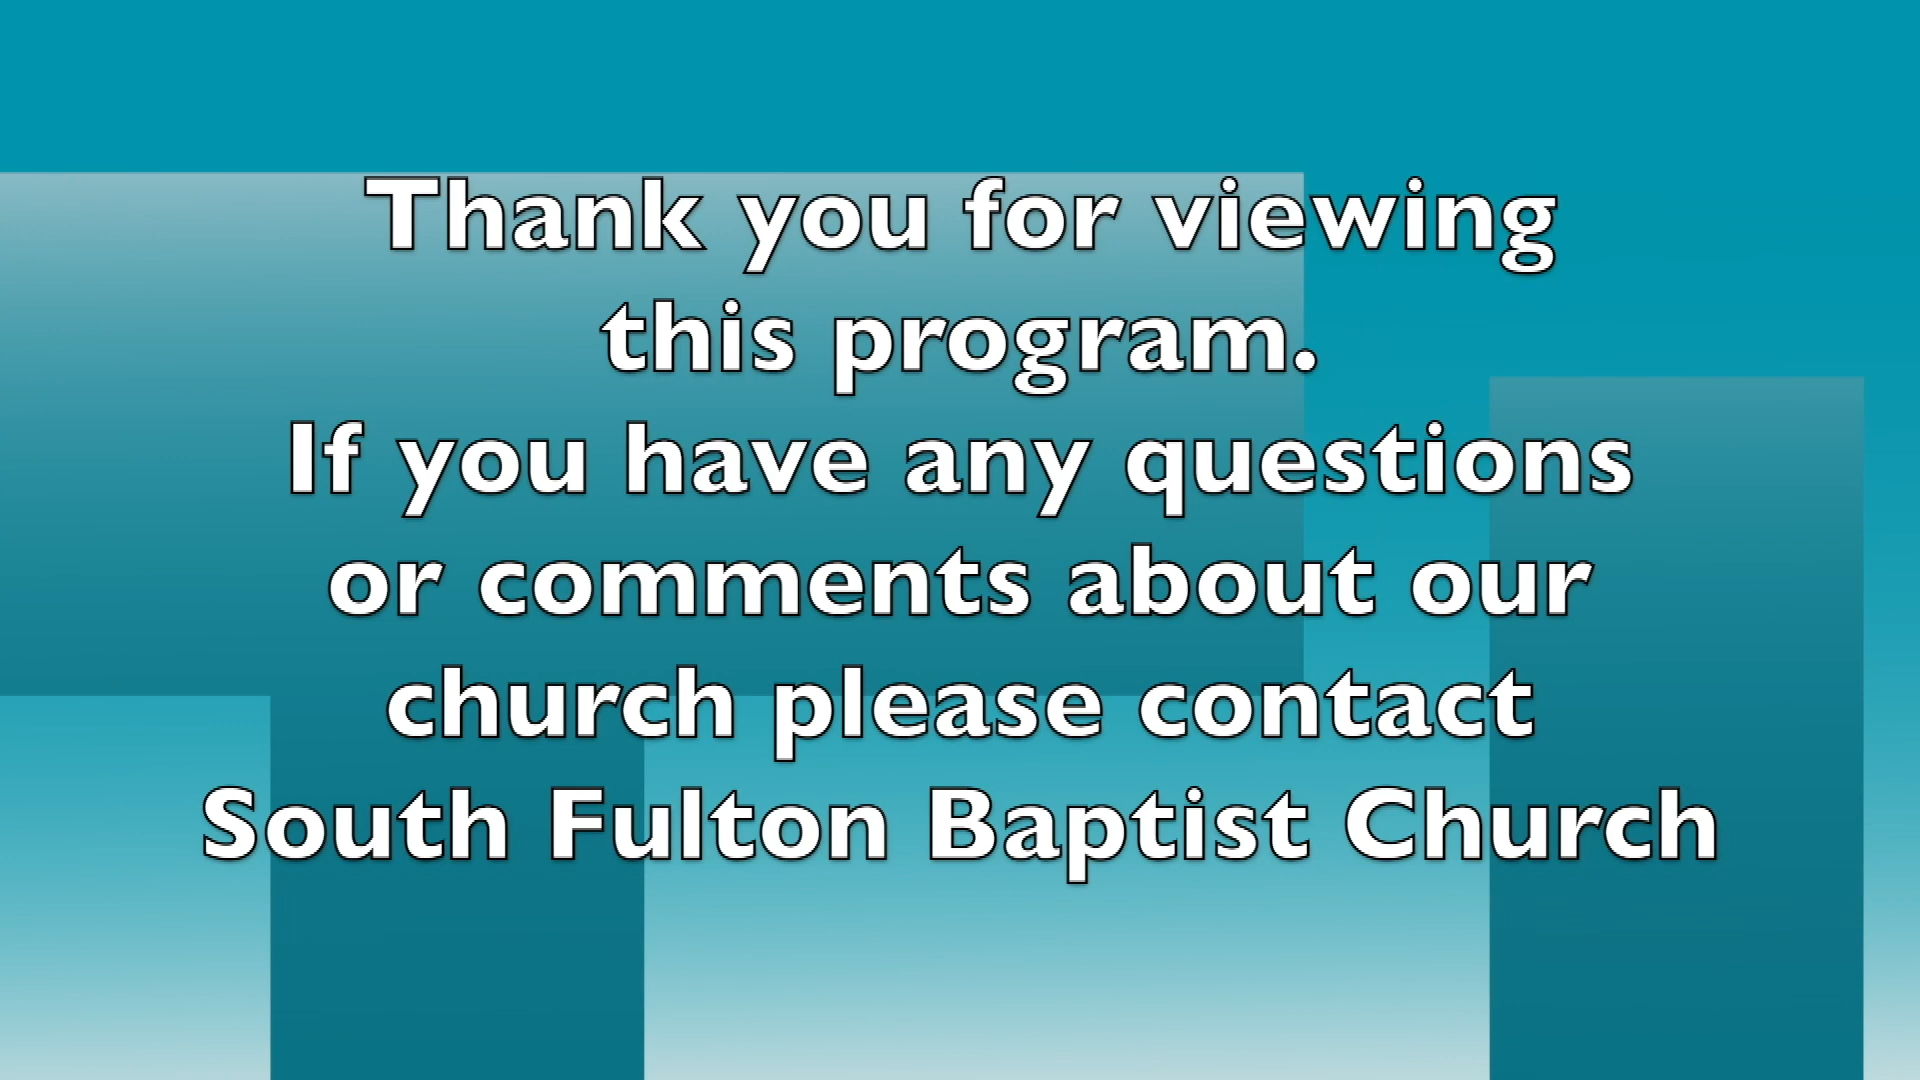 Thank you for viewing
this program.
If you have any questions
or comments about our
church please contact
South Fulton Baptist Church